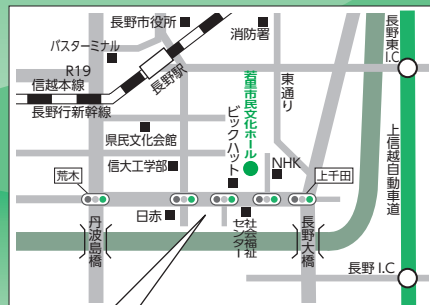 長野市役所
消防署
バスターミナル
長野東I.C
R19
信越本線
長野駅
東通り
長野行新幹線
若里市民文化ホール
ビックハット
県民文化会館
上信越自動車道
信大工学部
NHK
荒木
上千田
日赤
社会福祉
センター
丹波島橋
長野大橋
長野I.C